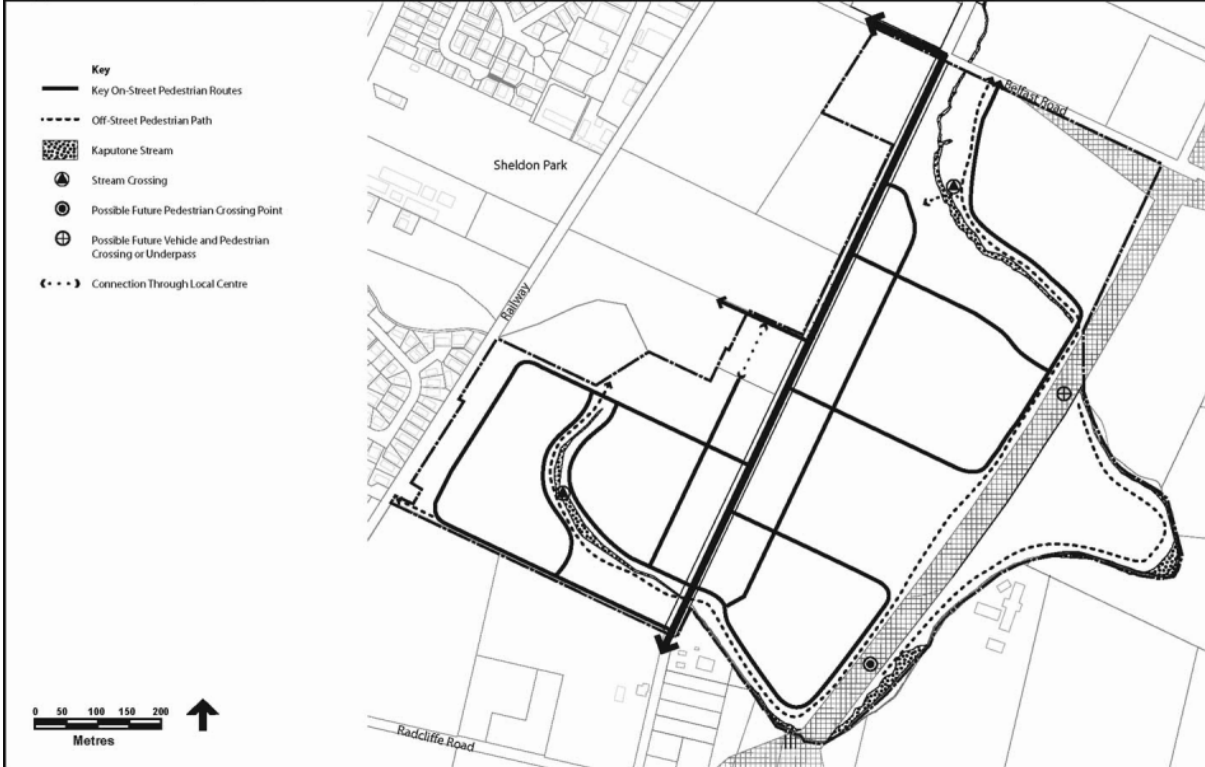 Key
Key On-Street Pedestrian Routes
Off-Street Pedestrian Path
Kaputone Stream
Stream Crossing
Possible Future Pedestrian Crossing Point
Possible Future Vehicle and Pedestrian
Crossing or Underpass
Connection Through Local Centre
Belfast Road
Sheldon Park
Railway
Radcliffe Road
0 50 100 150 200
Metres